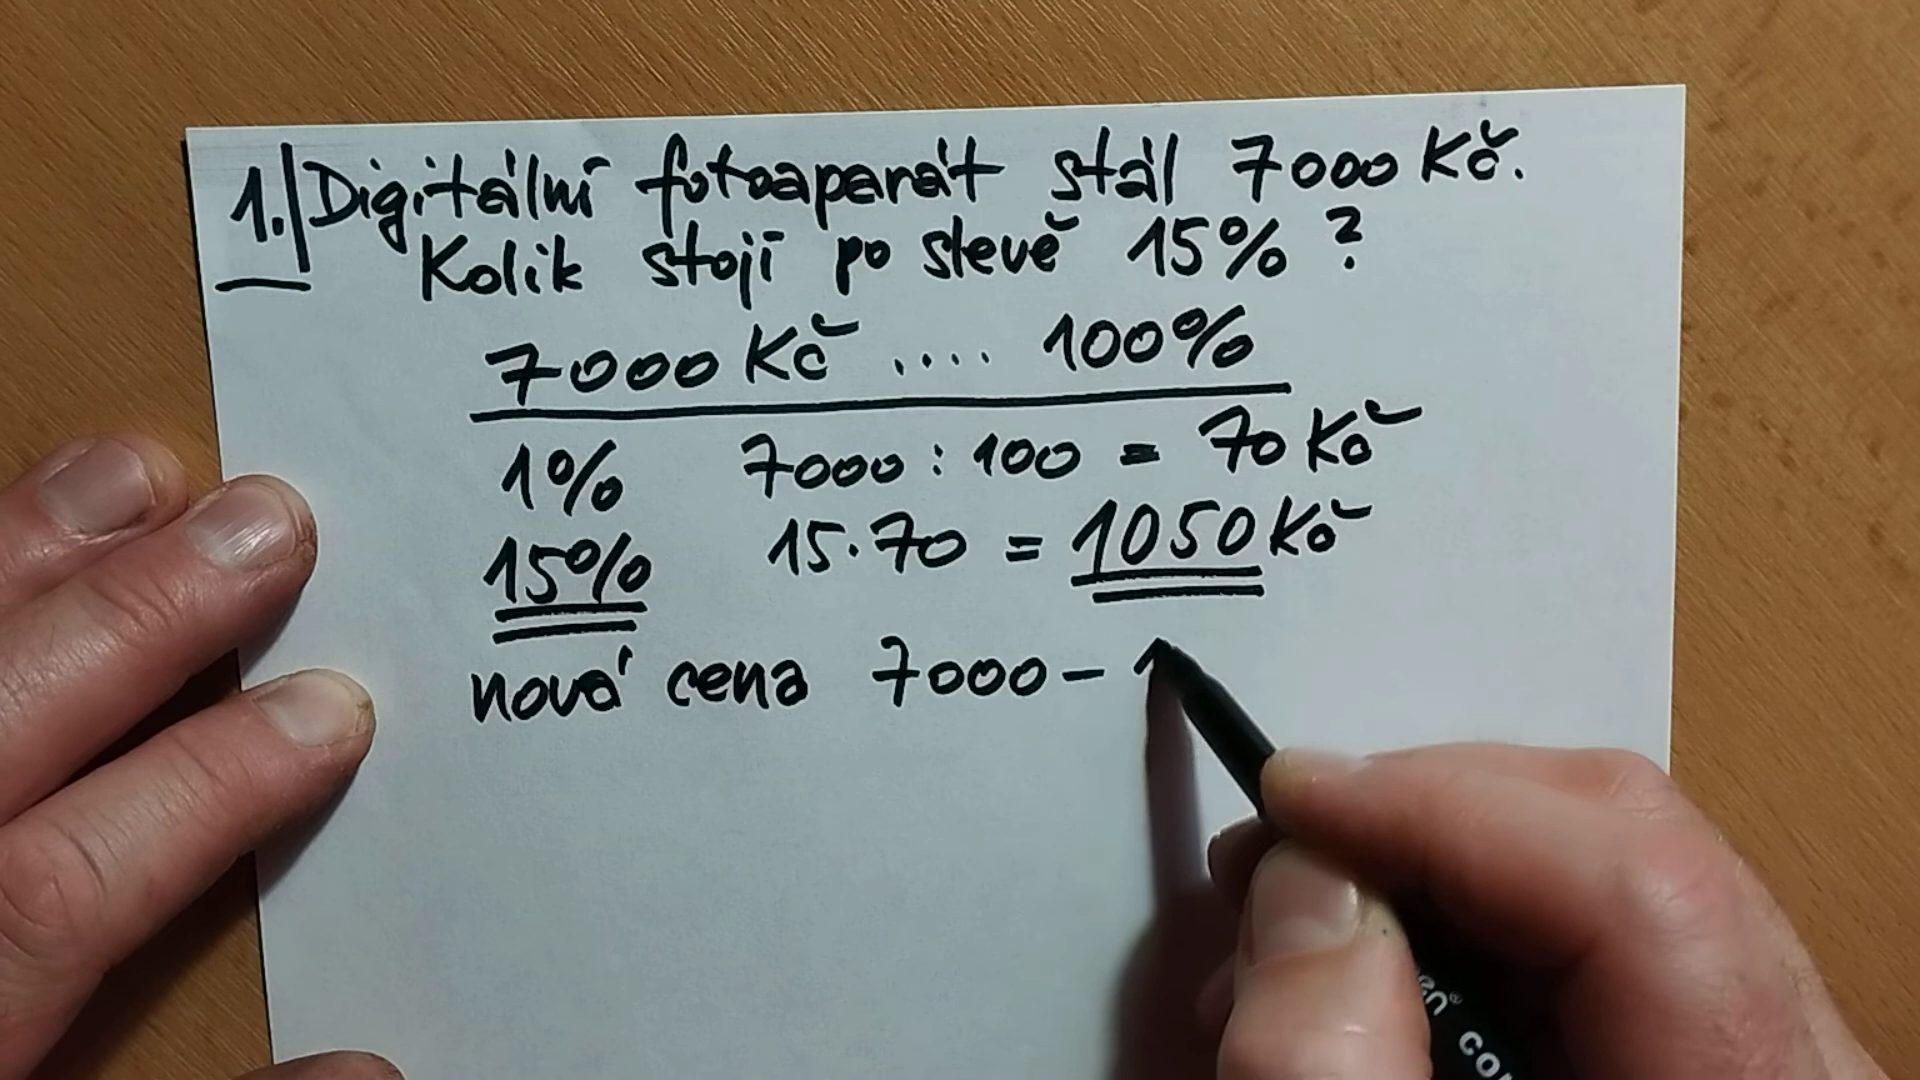 1. Digitální fotoaparát stál 7000 Kč.
Kolik stojí po slevě 15% ?
7000 Kč .... 100%
1% 7000 : 100 = 70 Kč
15% 15 · 70 = 1050 Kč
nová cena 7000 - 1